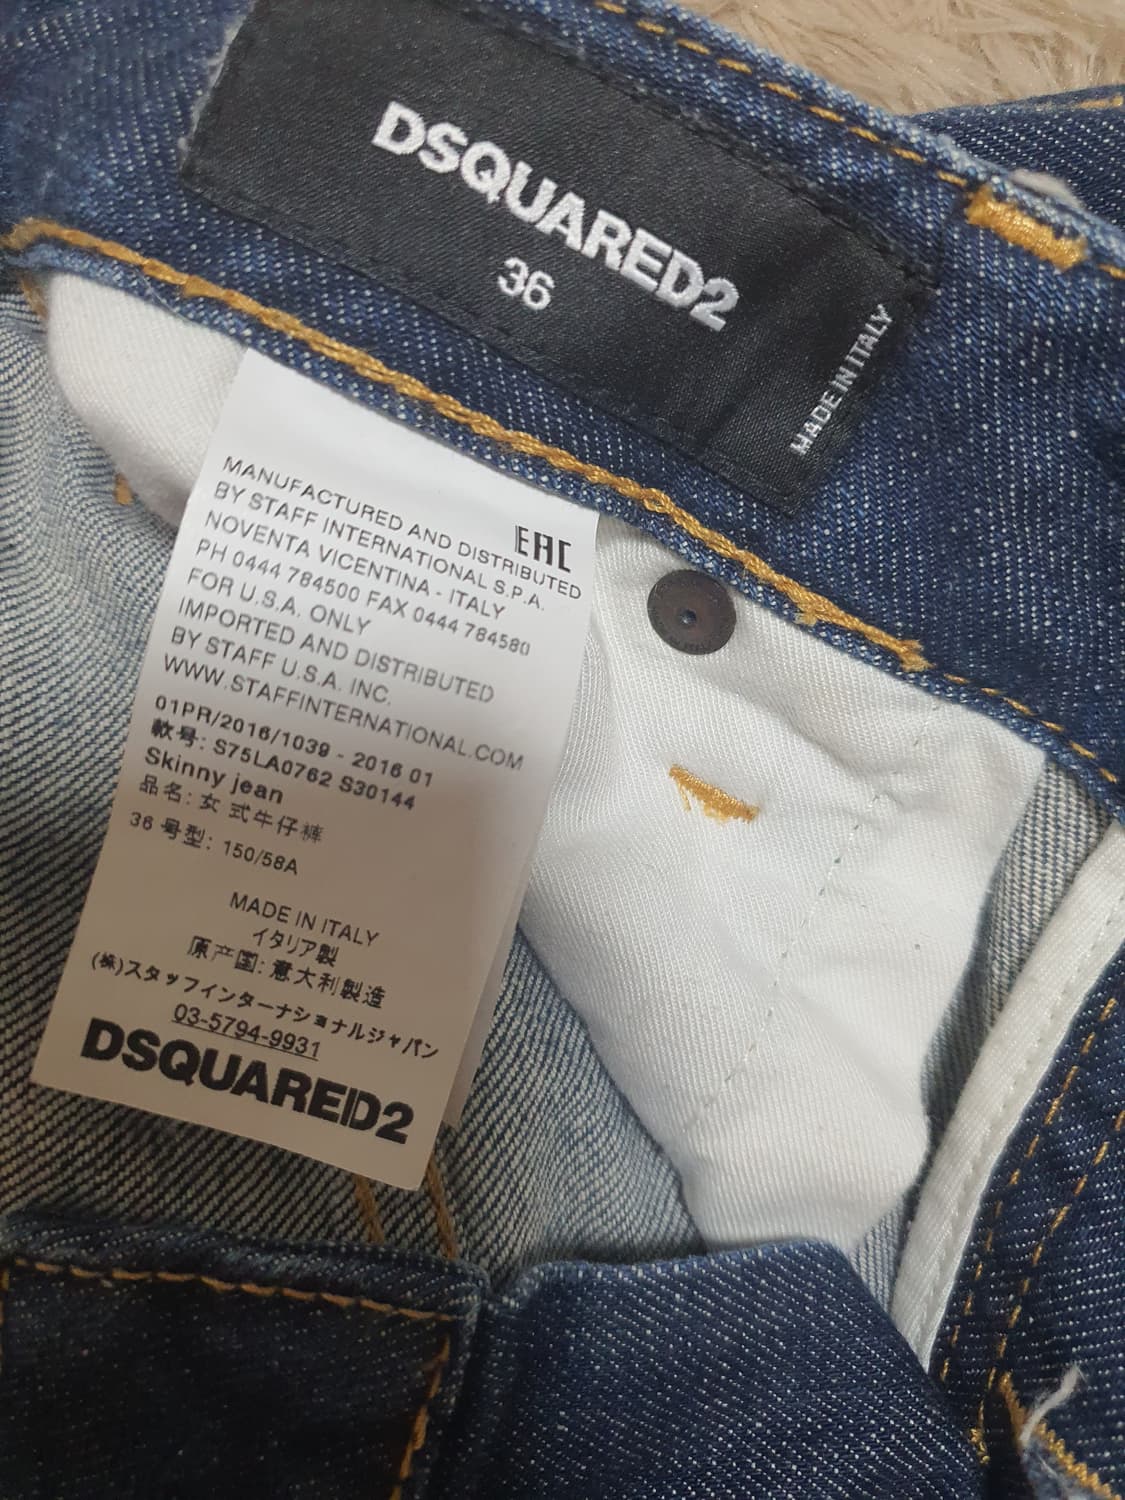 DSQUARED2
36
MADE IN ITALY
EAC
MANUFACTURED AND DISTRIBUTED
BY STAFF INTERNATIONAL S.P.A.
NOVENTA VICENTINA - ITALY
PH 0444 784500 FAX 0444 784580
FOR U.S.A. ONLY
IMPORTED AND DISTRIBUTED
BY STAFF U.S.A. INC.
WWW.STAFFINTERNATIONAL.COM
01PR/2016/1039 - 2016 01
款号: S75LA0762 S30144
Skinny jean
品名: 女 式牛仔裤
36 号型: 150/58A
MADE IN ITALY
イタリア製
原产国: 意大利製造
(株)スタッフインターナショナルジャパン
03-5794-9931
DSQUARED2